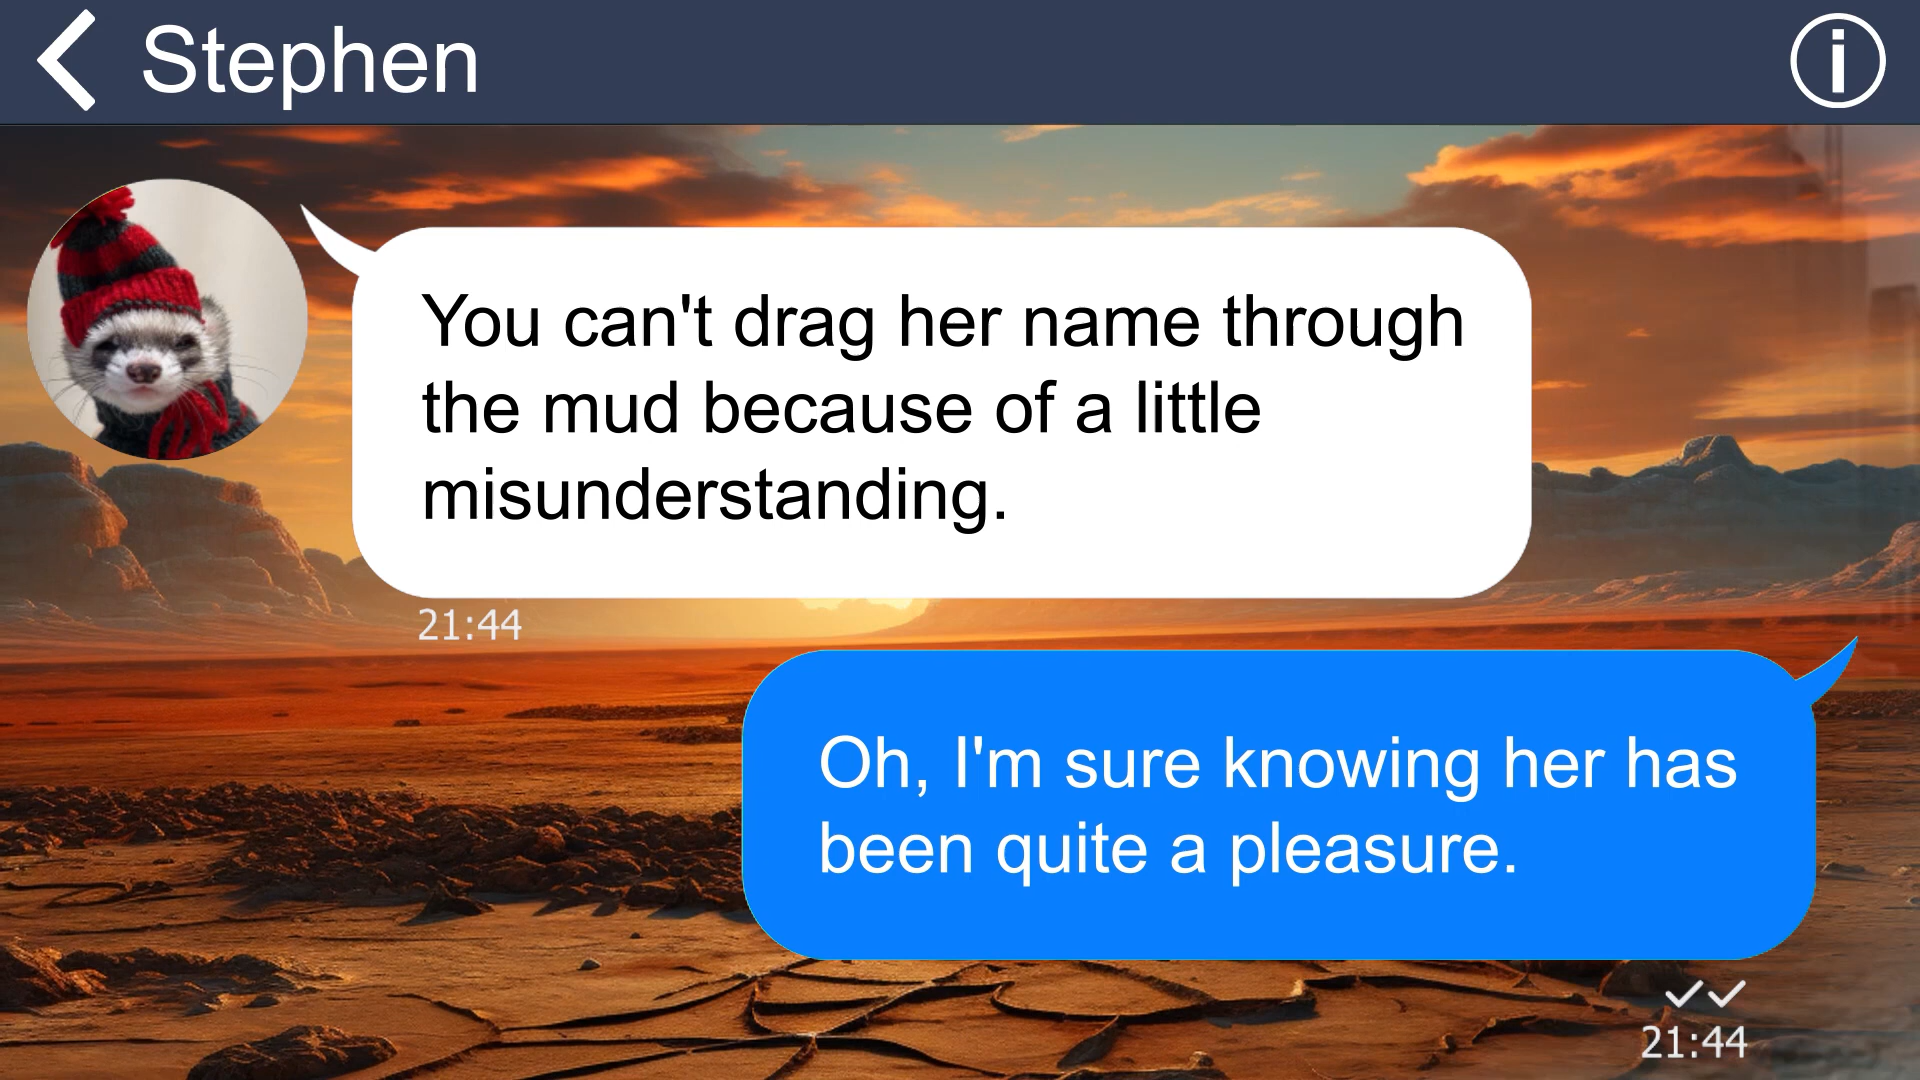 Stephen
You can't drag her name through
the mud because of a little
misunderstanding.
21:44
Oh, I'm sure knowing her has
been quite a pleasure.
21:44